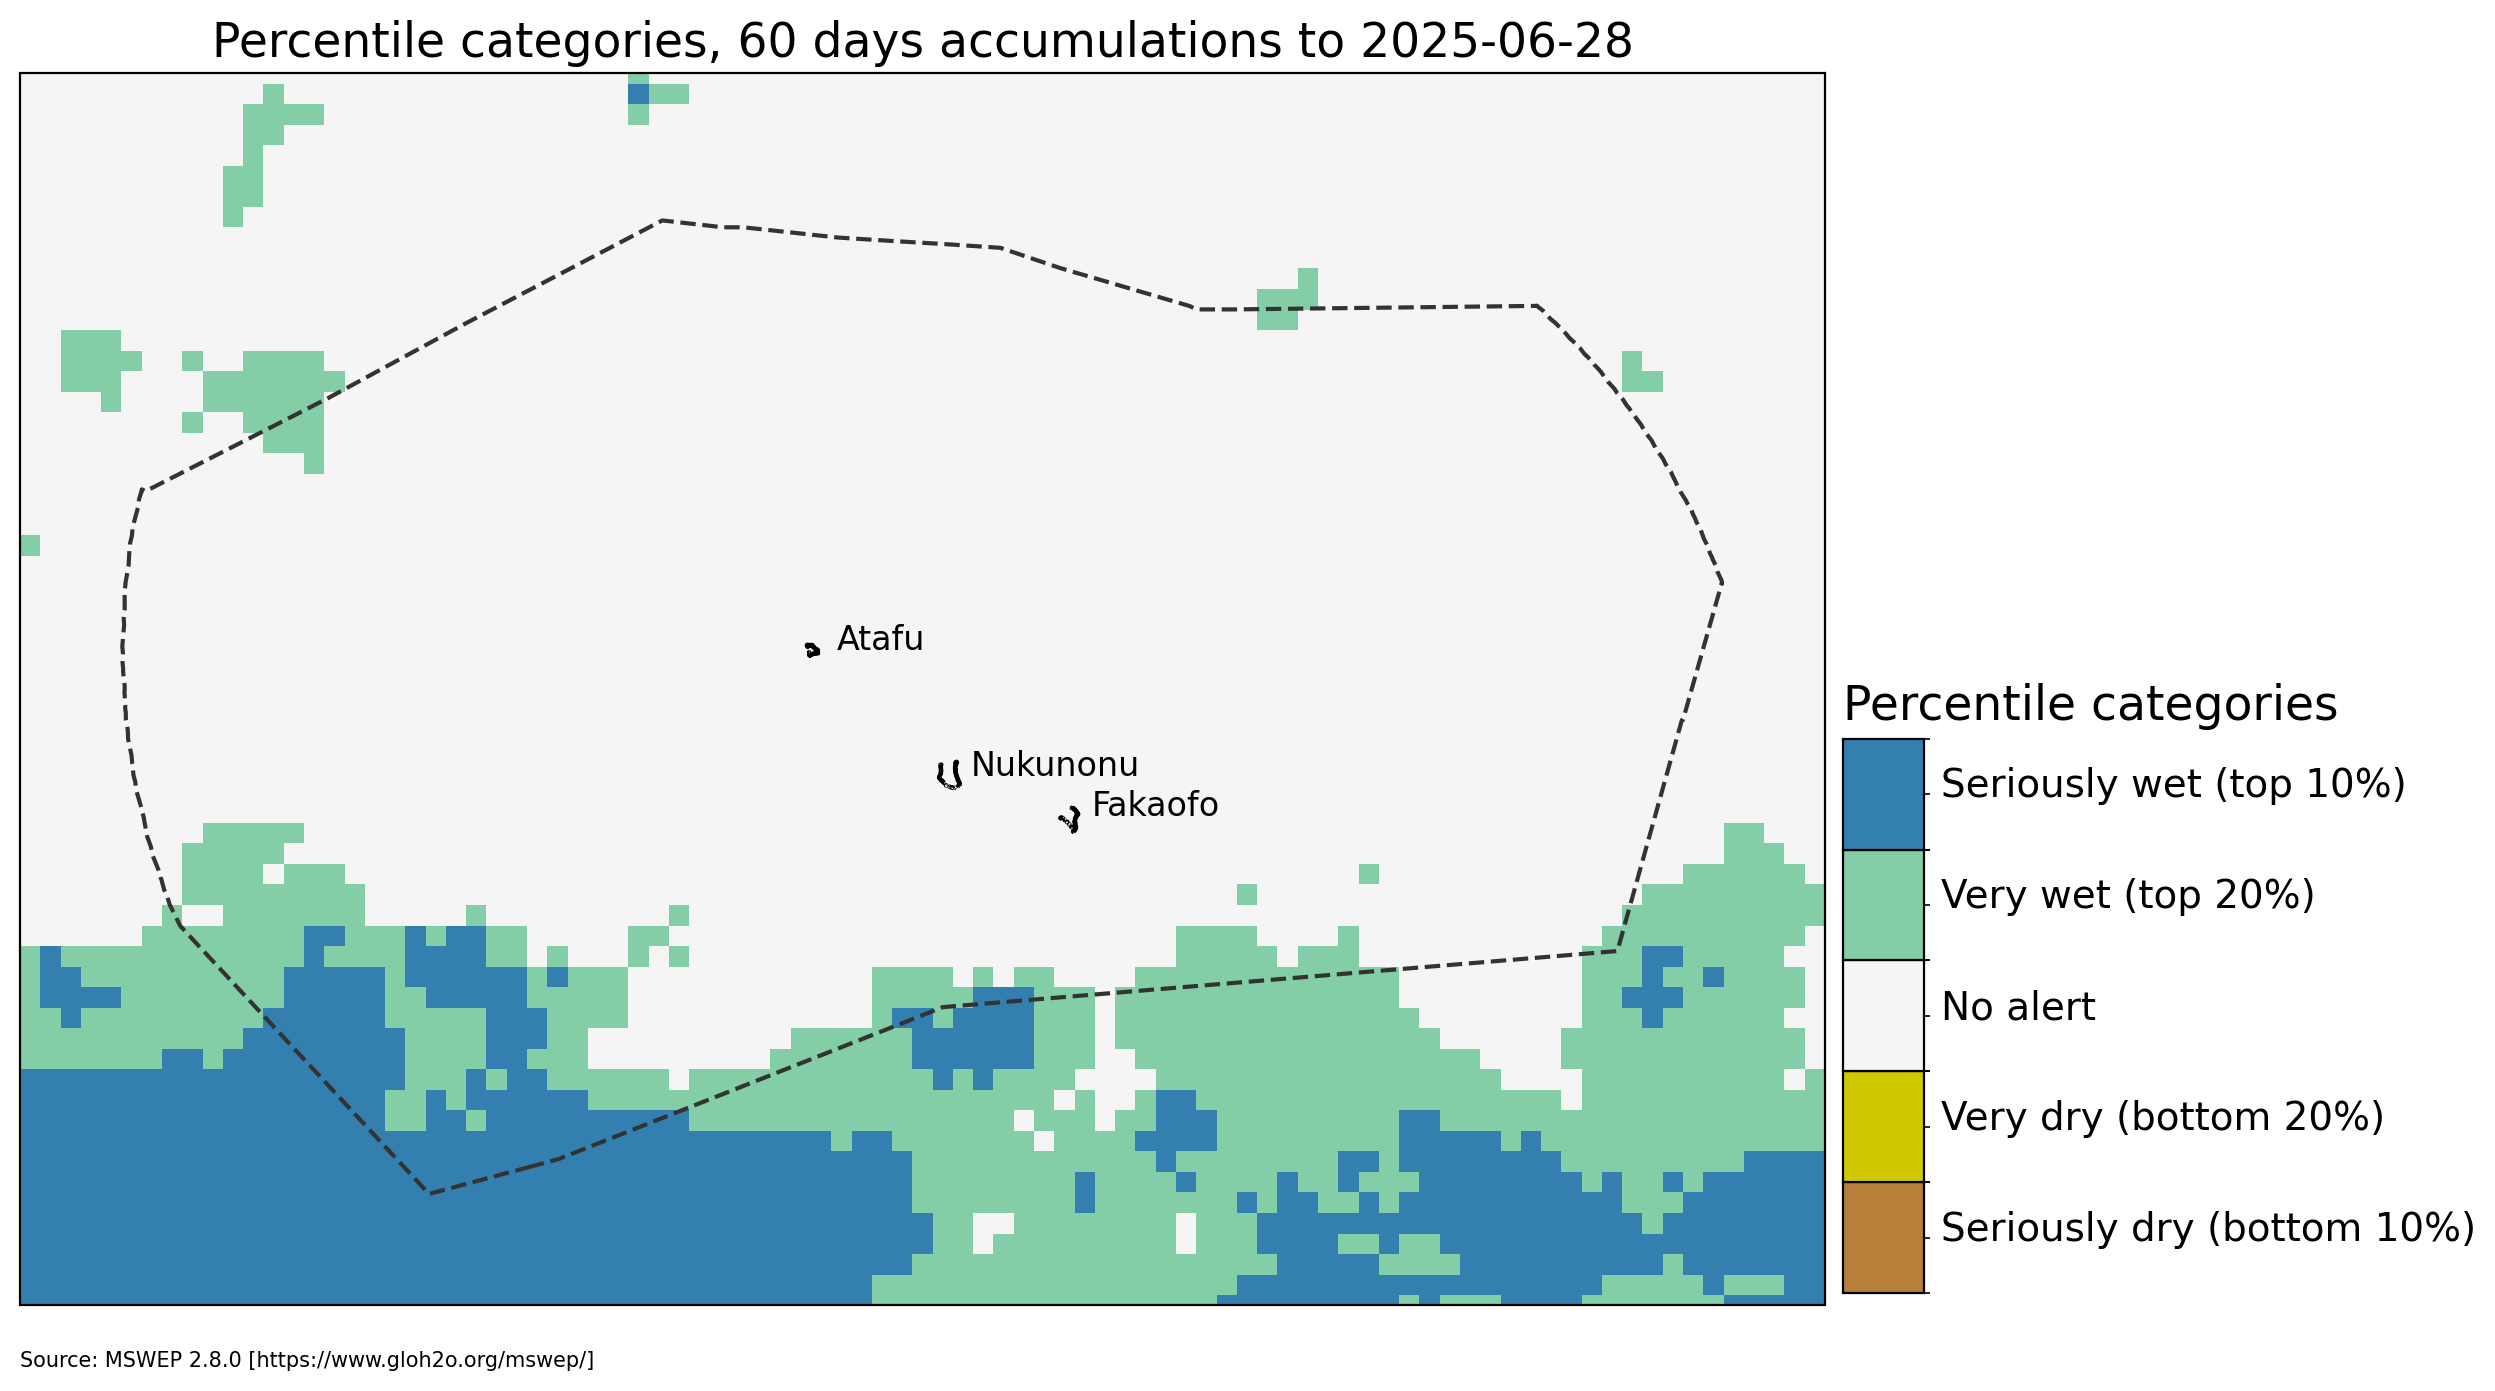 Percentile categories, 60 days accumulations to 2025-06-28
Atafu
Nukunonu
Fakaofo
Percentile categories
Seriously wet (top 10%)
Very wet (top 20%)
No alert
Very dry (bottom 20%)
Seriously dry (bottom 10%)
Source: MSWEP 2.8.0 [https://www.gloh2o.org/mswep/]